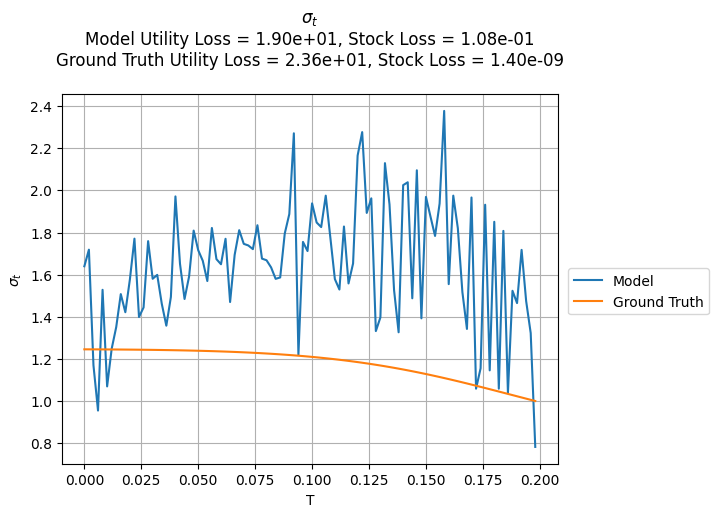 σₜ
Model Utility Loss = 1.90e+01, Stock Loss = 1.08e-01
Ground Truth Utility Loss = 2.36e+01, Stock Loss = 1.40e-09
2.4
2.2
2.0
1.8
1.6
1.4
1.2
1.0
0.8
σₜ
0.000 0.025 0.050 0.075 0.100 0.125 0.150 0.175 0.200
T
Model
Ground Truth